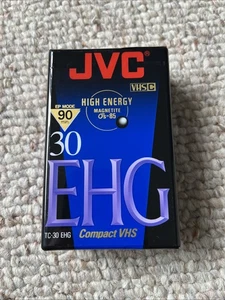 JVC
VHS C
HIGH ENERGY
MAGNETITE
EP MODE
90
30
EHG
TC-30 EHG
Compact VHS